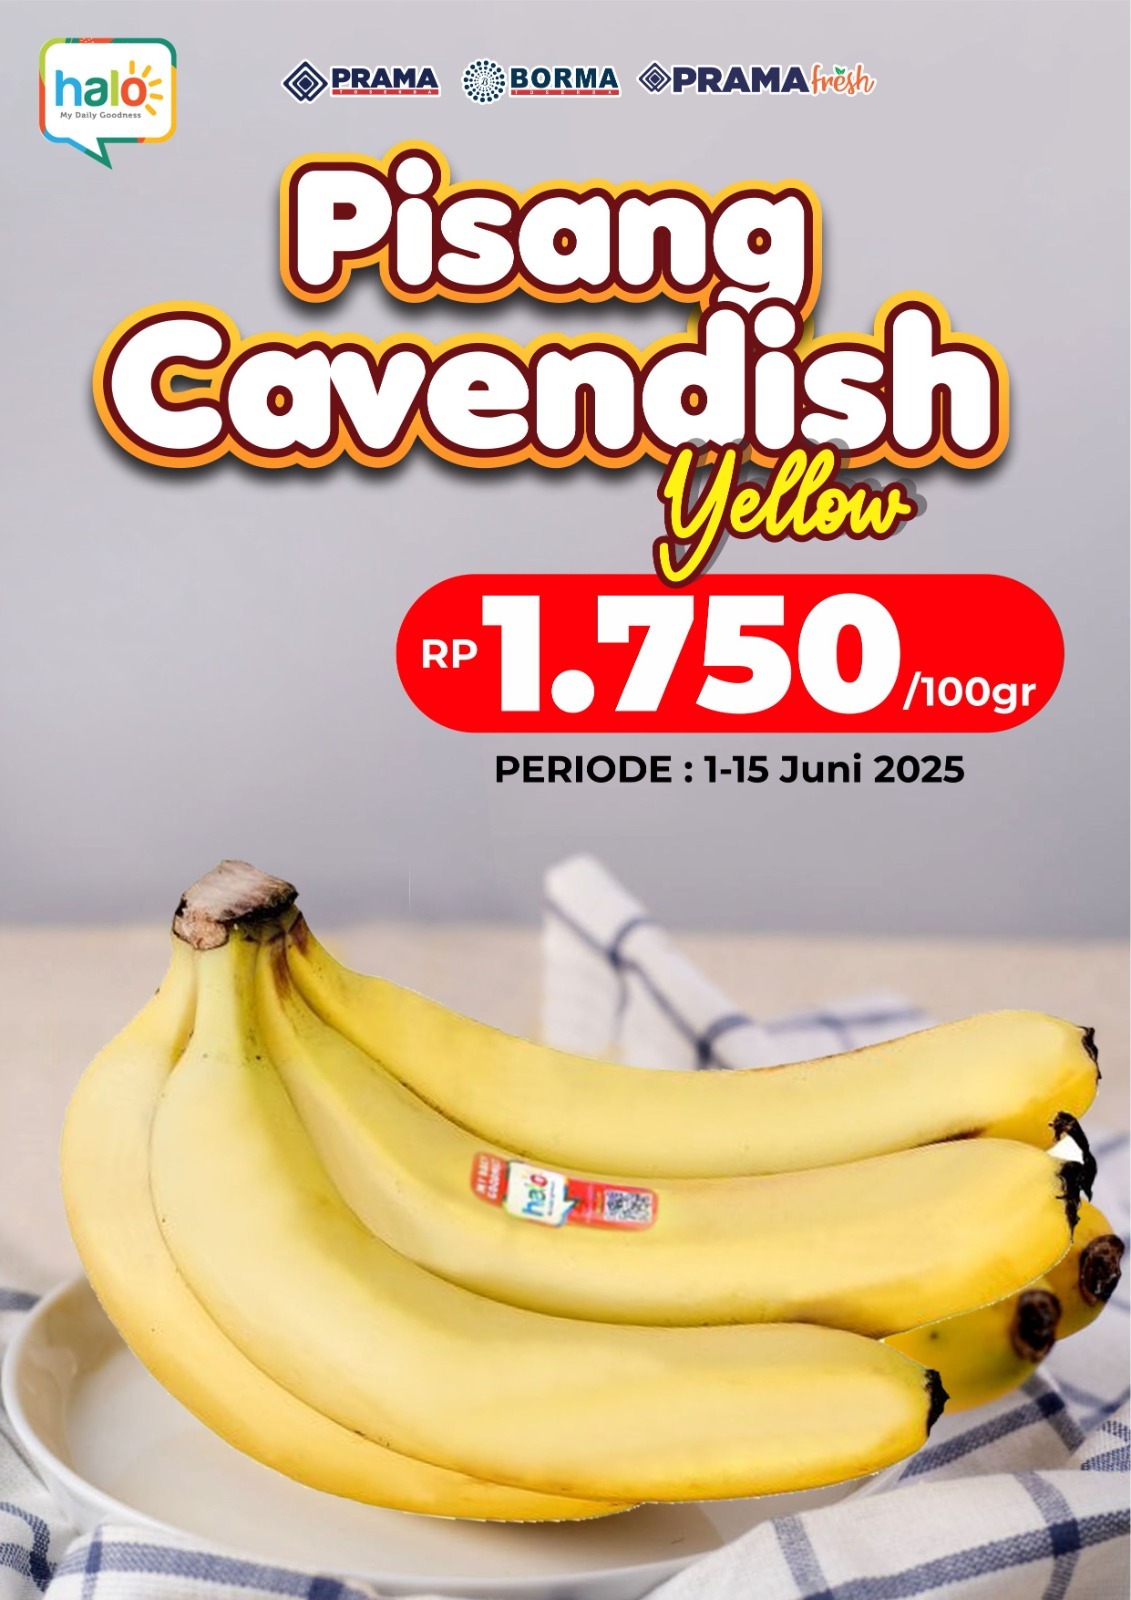 halo
My Daily Goodness
PRAMA
BORMA
PRAMA fresh
Pisang
Cavendish
Yellow
RP 1.750 /100gr
PERIODE : 1-15 Juni 2025
halo